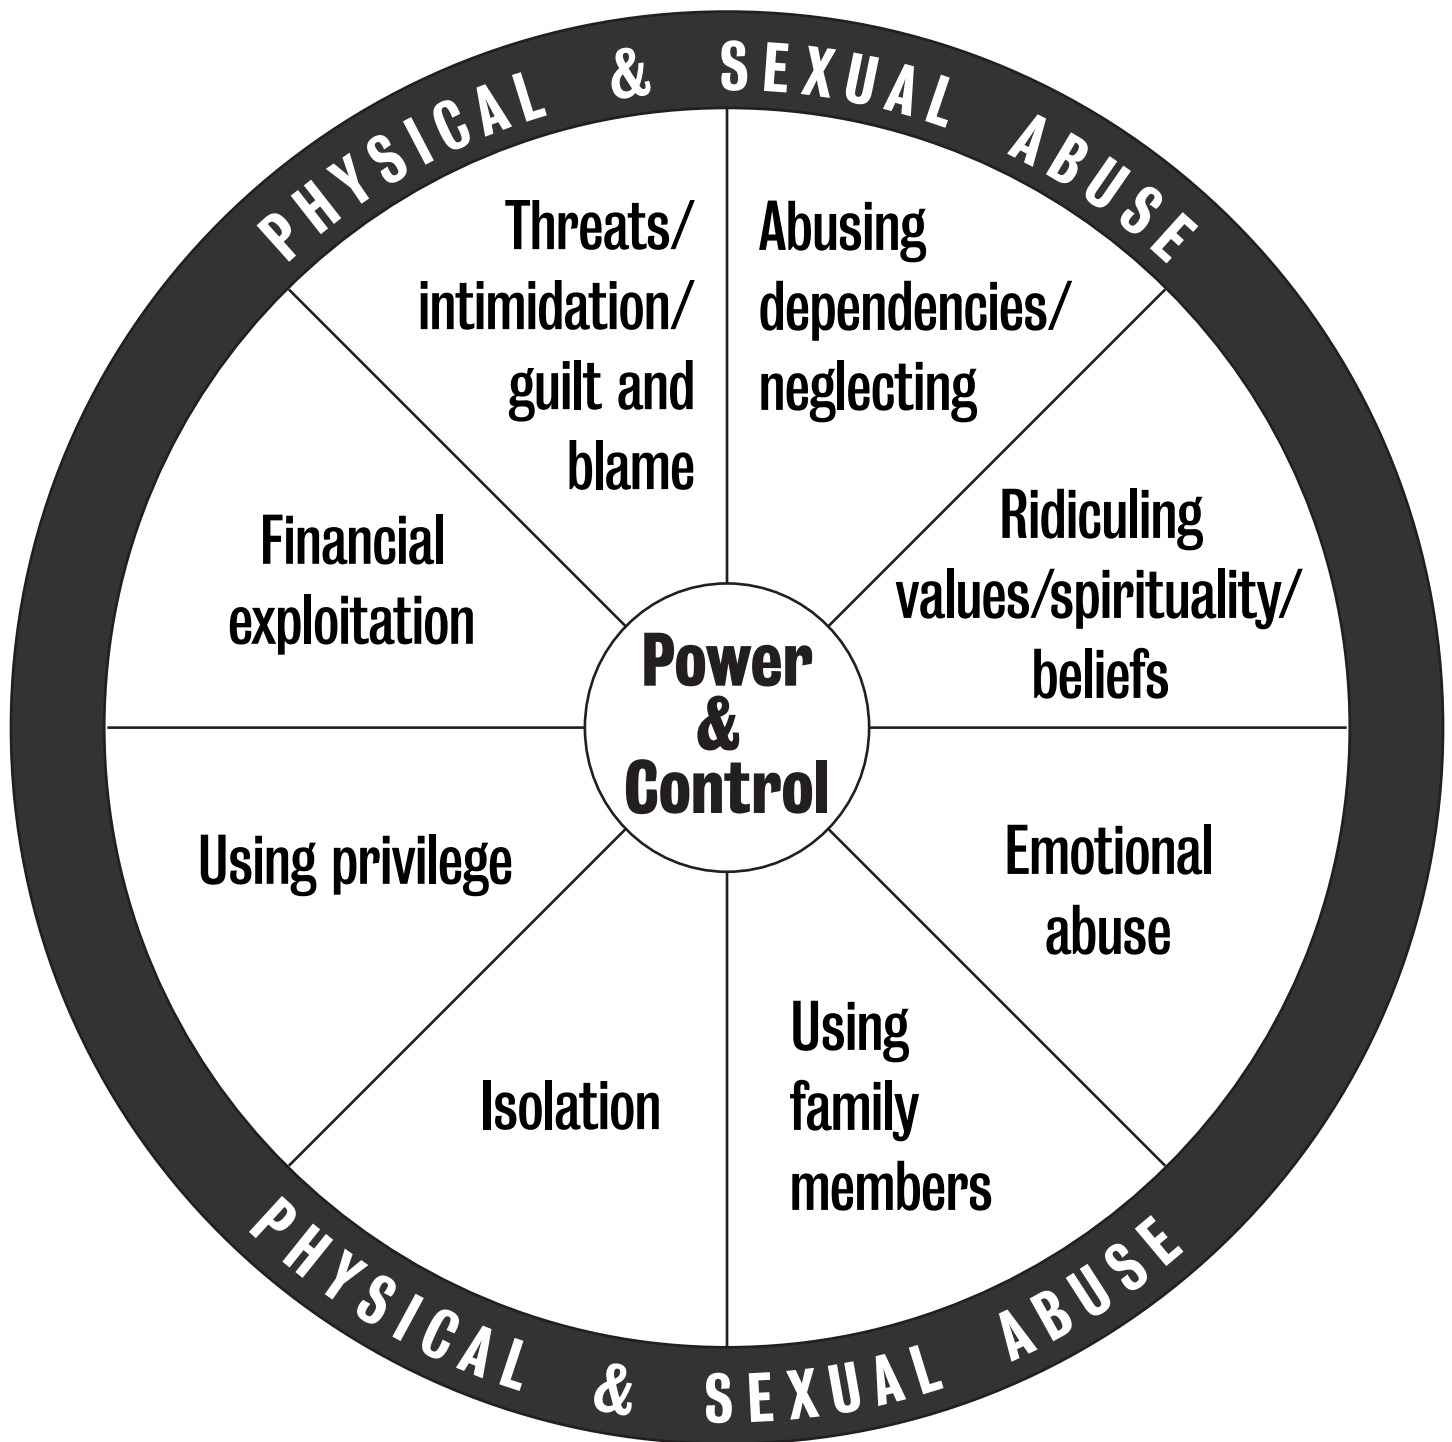 PHYSICAL & SEXUAL ABUSE
Threats/
intimidation/
guilt and
blame
Abusing
dependencies/
neglecting
Ridiculing
values/spirituality/
beliefs
Emotional
abuse
Using
family
members
Isolation
Using privilege
Financial
exploitation
Power
&
Control
PHYSICAL & SEXUAL ABUSE